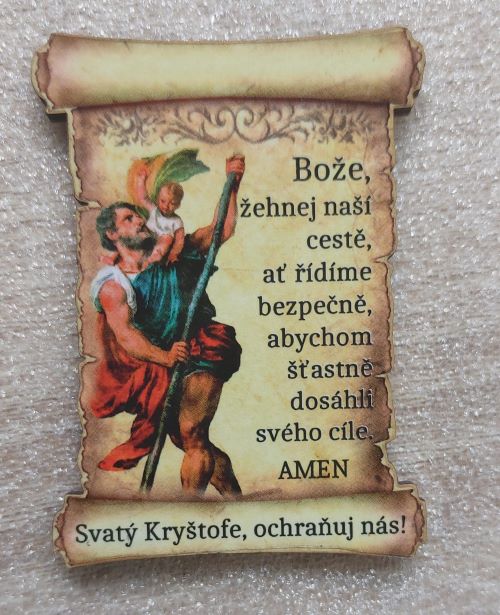 Bože,
žehnej naší
cestě,
ať řídíme
bezpečně,
abychom
šťastně
dosáhli
svého cíle.
AMEN
Svatý Kryštofe, ochraňuj nás!